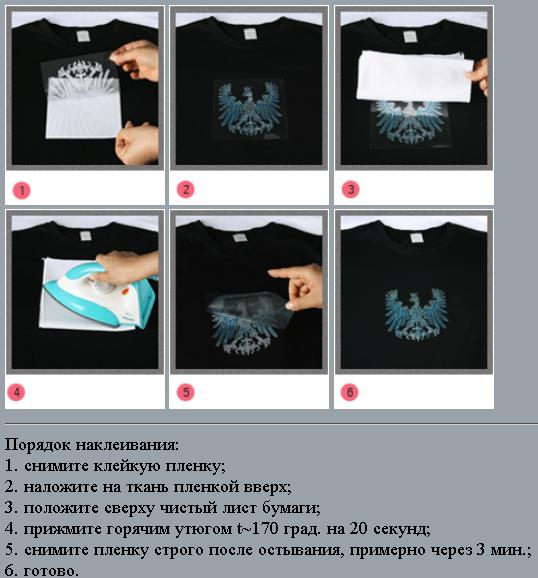 1
2
3
4
5
6
Порядок наклеивания:
1. снимите клейкую пленку;
2. наложите на ткань пленкой вверх;
3. положите сверху чистый лист бумаги;
4. прижмите горячим утюгом t~170 град. на 20 секунд;
5. снимите пленку строго после остывания, примерно через 3 мин.;
6. готово.